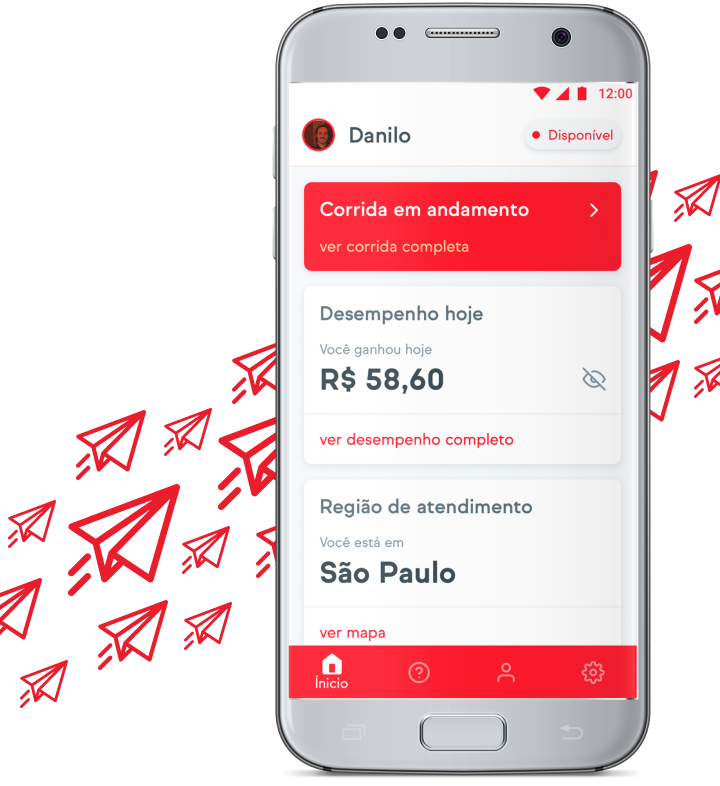 12:00
Danilo
Disponível
Corrida em andamento
ver corrida completa
Desempenho hoje
Você ganhou hoje
R$ 58,60
ver desempenho completo
Região de atendimento
Você está em
São Paulo
ver mapa
Ínicio